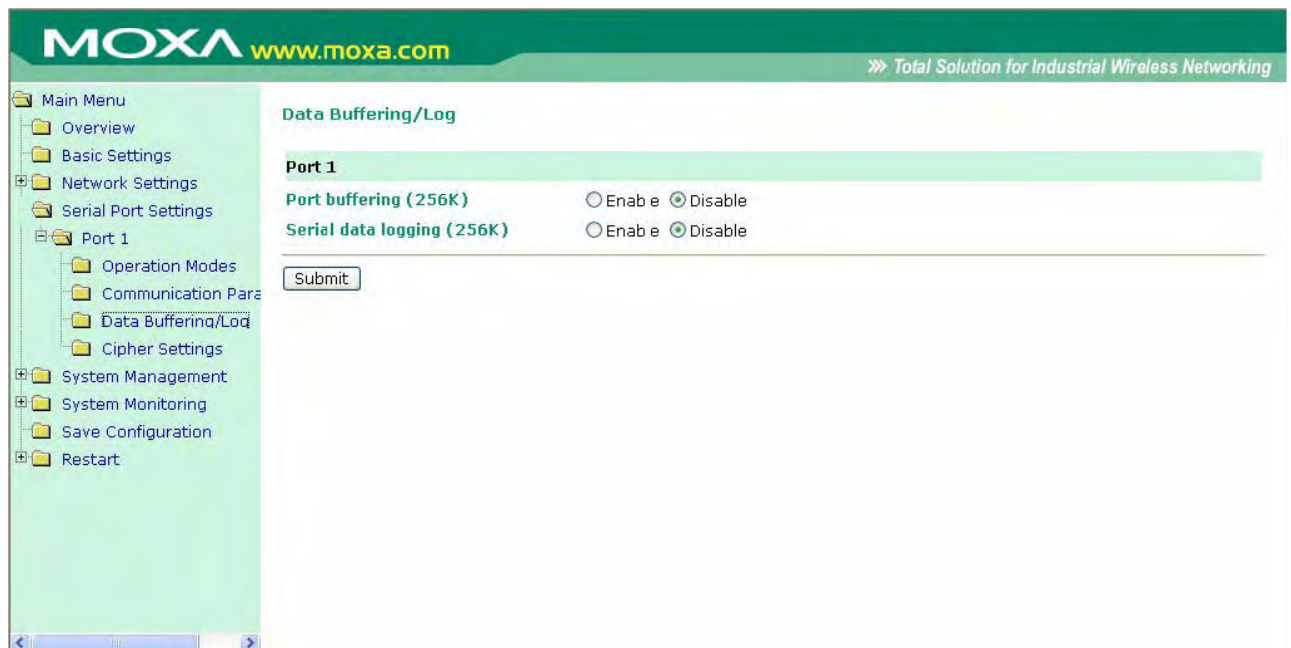 MOXA www.moxa.com
Total Solution for Industrial Wireless Networking
Main Menu
Overview
Basic Settings
Network Settings
Serial Port Settings
Port 1
Operation Modes
Communication Para
Data Buffering/Log
Cipher Settings
System Management
System Monitoring
Save Configuration
Restart
Data Buffering/Log
Port 1
Port buffering (256K) Enab e Disable
Serial data logging (256K) Enab e Disable
Submit